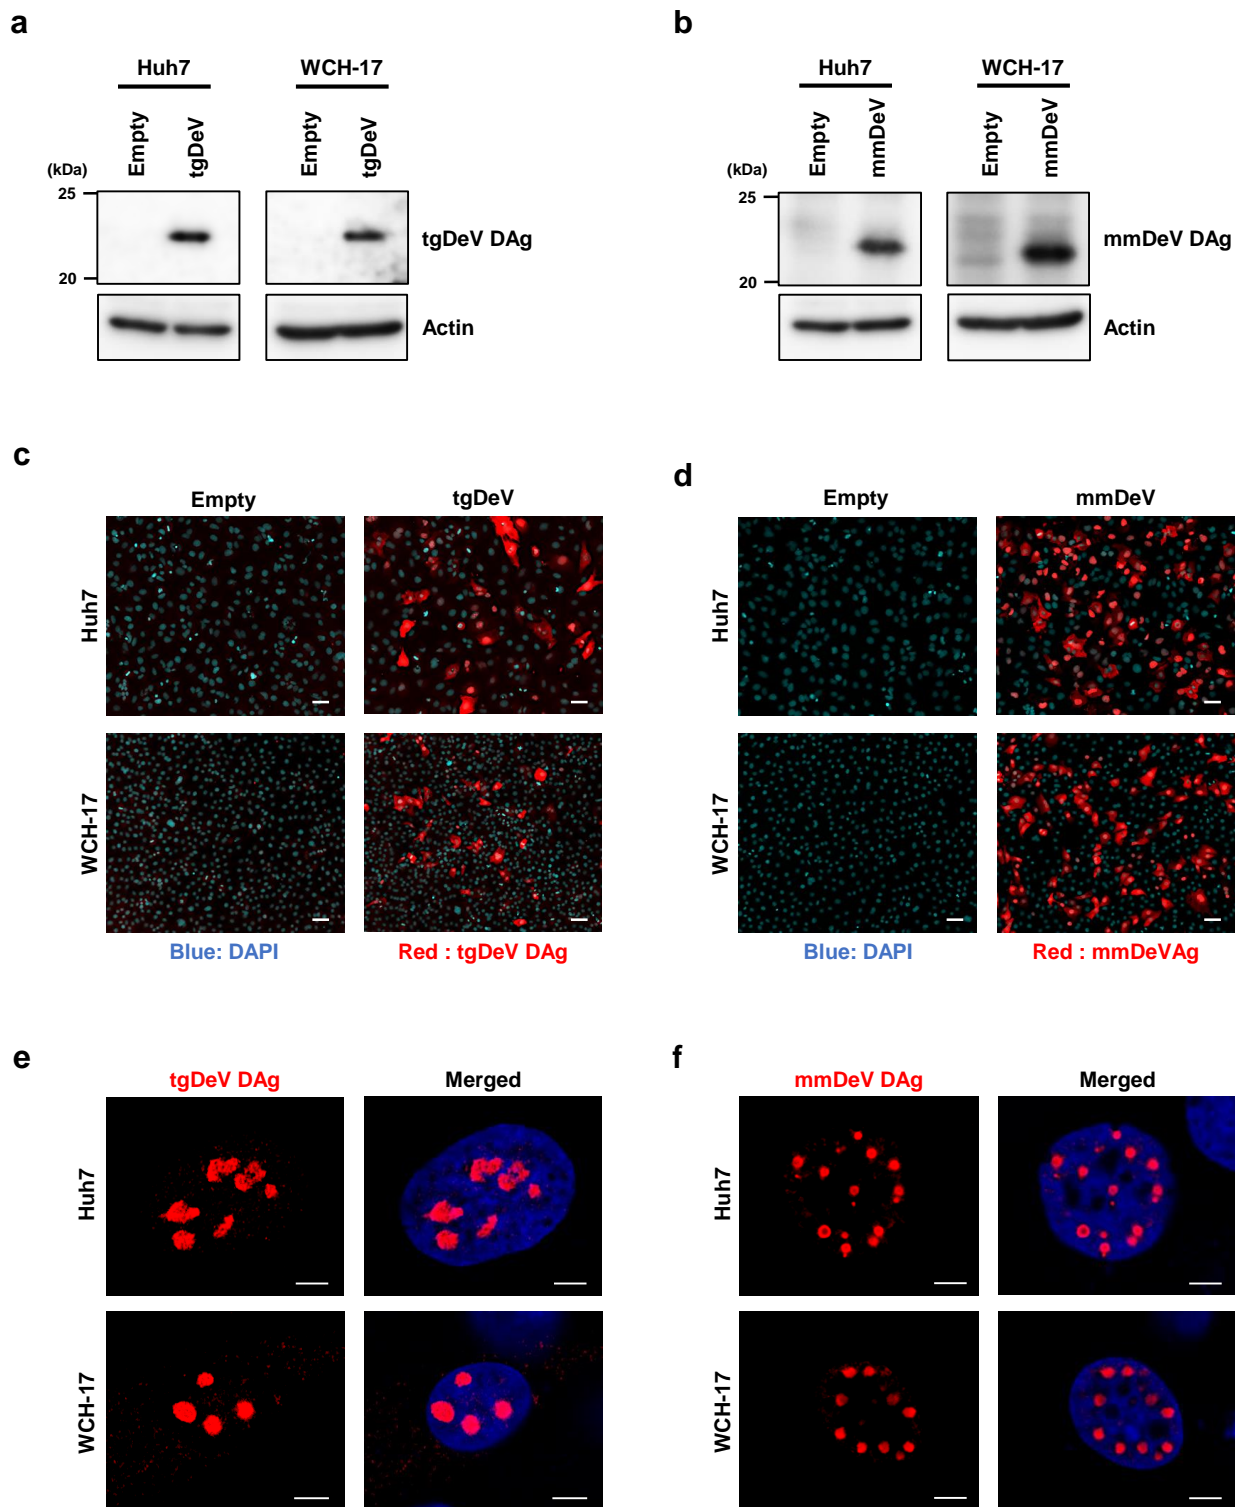 a
Huh7
WCH-17
Empty
tgDeV
Empty
tgDeV
(kDa)
25
20
tgDeV DAg
Actin
b
Huh7
WCH-17
Empty
mmDeV
Empty
mmDeV
(kDa)
25
20
mmDeV DAg
Actin
c
Empty
tgDeV
Huh7
WCH-17
Blue: DAPI
Red : tgDeV DAg
d
Empty
mmDeV
Huh7
WCH-17
Blue: DAPI
Red : mmDeVAg
e
tgDeV DAg
Merged
Huh7
WCH-17
f
mmDeV DAg
Merged
Huh7
WCH-17